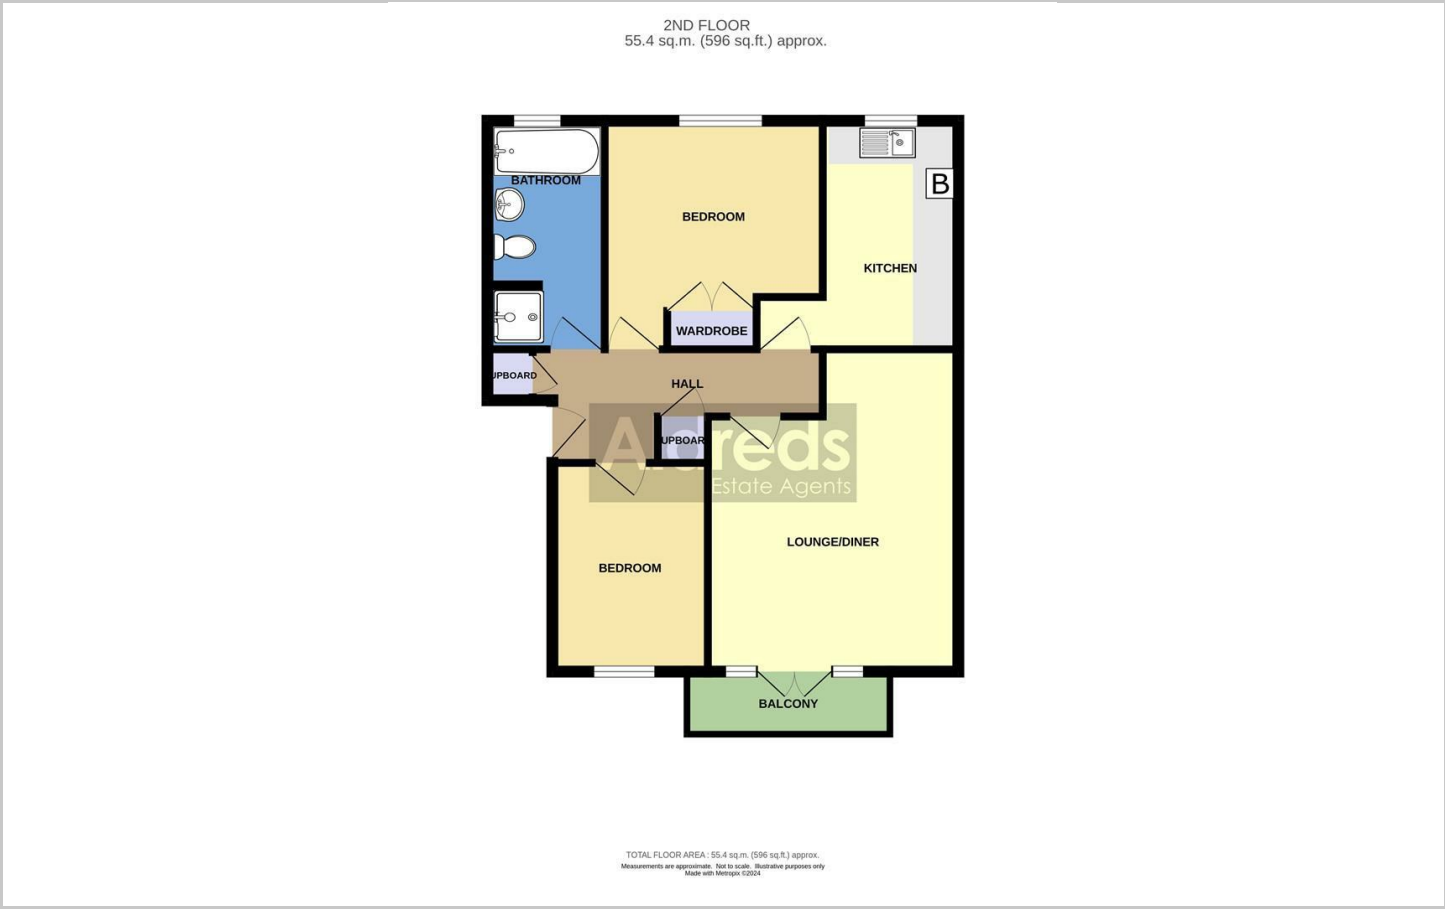 2ND FLOOR
55.4 sq.m. (596 sq.ft.) approx.
BATHROOM
BEDROOM
B
KITCHEN
WARDROBE
UPBOARD
HALL
UPBOAR
Aldreds
Estate Agents
LOUNGE/DINER
BEDROOM
BALCONY
TOTAL FLOOR AREA : 55.4 sq.m. (596 sq.ft.) approx.
Measurements are approximate. Not to scale. Illustrative purposes only
Made with Metropix ©2024